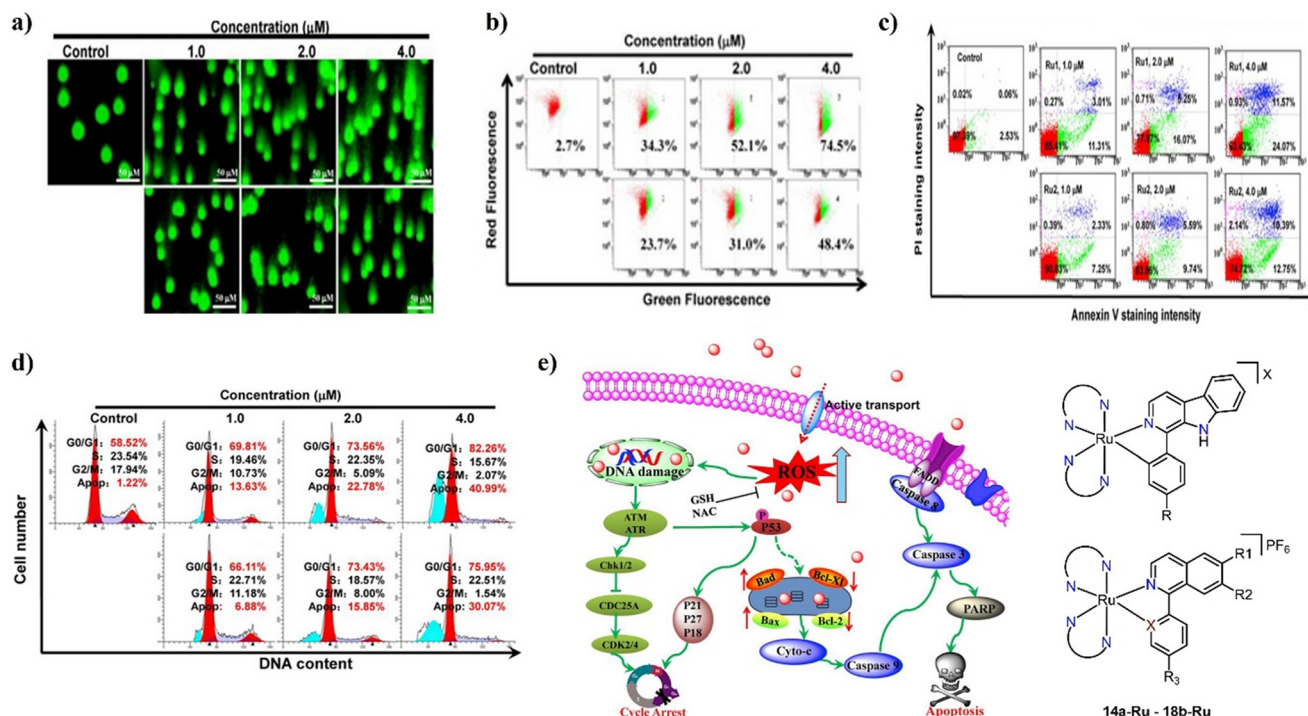 a)
Concentration (µM)
Control 1.0 2.0 4.0
50 µM 50 µM 50 µM 50 µM
50 µM 50 µM 50 µM
b)
Concentration (µM)
Control 1.0 2.0 4.0
2.7% 34.3% 52.1% 74.5%
23.7% 31.0% 48.4%
Red Fluorescence
Green Fluorescence
c)
Control
0.02% 0.06%
2.53%
Ru1, 1.0 µM
0.27% 3.01%
85.41% 11.31%
Ru1, 2.0 µM
0.71% 5.25%
16.07%
Ru1, 4.0 µM
0.93% 11.57%
63.43% 24.07%
Ru2, 1.0 µM
0.39% 2.33%
7.25%
Ru2, 2.0 µM
0.80% 5.59%
9.74%
Ru2, 4.0 µM
2.14% 10.39%
74.72% 12.75%
PI staining intensity
Annexin V staining intensity
d)
Concentration (µM)
Control 1.0 2.0 4.0
G0/G1: 58.52%
S: 23.54%
G2/M: 17.94%
Apop: 1.22%
G0/G1: 69.81%
S: 19.46%
G2/M: 10.73%
Apop: 13.63%
G0/G1: 73.56%
S: 22.35%
G2/M: 5.09%
Apop: 22.78%
G0/G1: 82.26%
S: 15.67%
G2/M: 2.07%
Apop: 40.99%
G0/G1: 66.11%
S: 22.71%
G2/M: 11.18%
Apop: 6.88%
G0/G1: 73.43%
S: 18.57%
G2/M: 8.00%
Apop: 15.85%
G0/G1: 75.95%
S: 22.51%
G2/M: 1.54%
Apop: 30.07%
Cell number
DNA content
e)
Active transport
DNA damage
ROS
GSH
NAC
FADD
Caspase 8
ATM
ATR
P
P53
Chk1/2
Caspase 3
Bad Bcl-Xl
CDC25A
P21
P27
P18
Bax Bcl-2
PARP
CDK2/4
Cyto-c
Caspase 9
Cycle Arrest
Apoptosis
X
N
N
Ru
N
NH
R
PF6
N
N
Ru
N
R1
R2
X
R3
14a-Ru - 18b-Ru